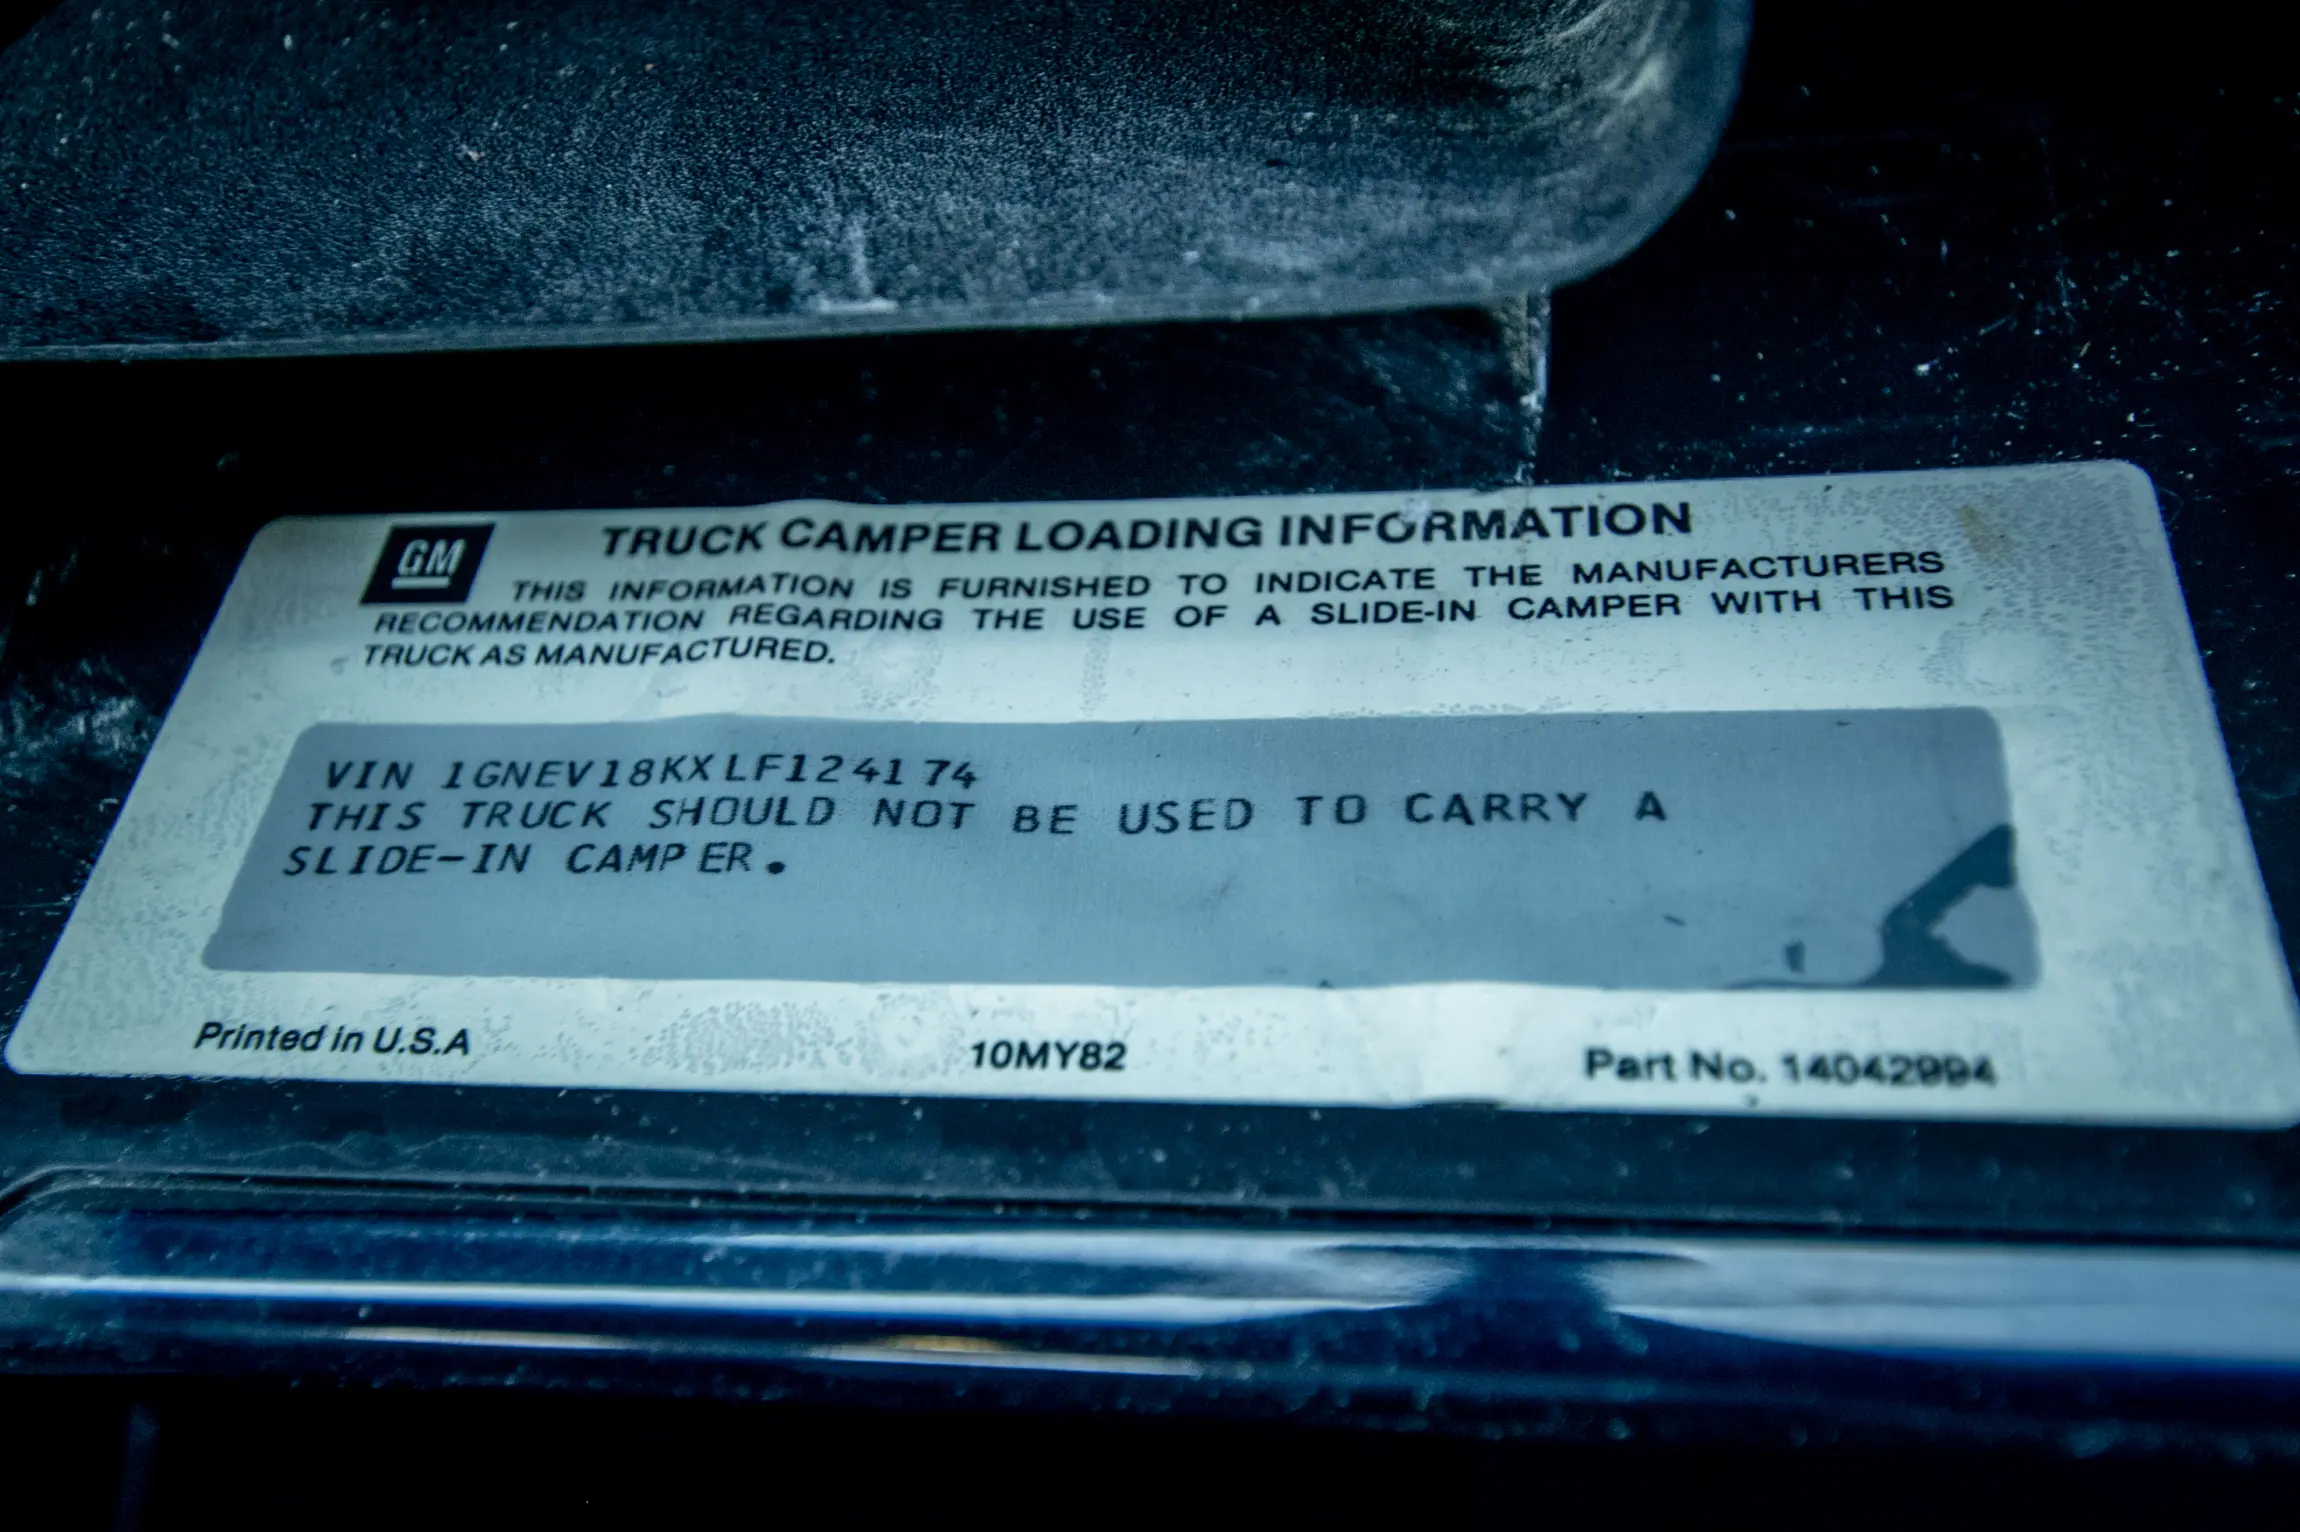 GM
TRUCK CAMPER LOADING INFORMATION
THIS INFORMATION IS FURNISHED TO INDICATE THE MANUFACTURERS
RECOMMENDATION REGARDING THE USE OF A SLIDE-IN CAMPER WITH THIS
TRUCK AS MANUFACTURED.
VIN 1GNEV18KXLF124174
THIS TRUCK SHOULD NOT BE USED TO CARRY A
SLIDE-IN CAMPER.
Printed in U.S.A 10MY82 Part No. 14042994